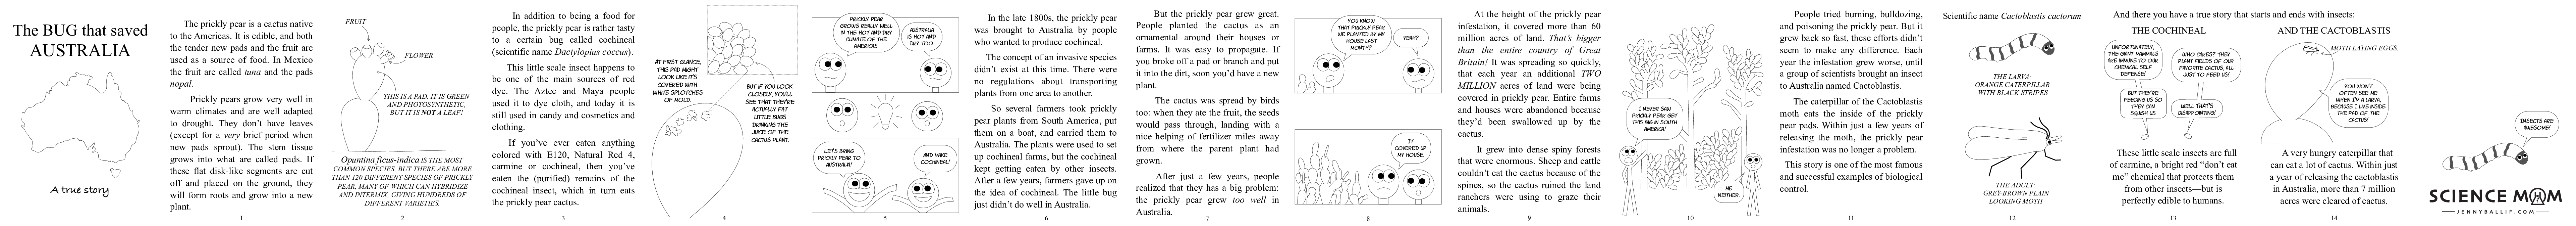 The BUG that saved
AUSTRALIA
A true story
The prickly pear is a cactus native
to the Americas. It is edible, and both
the tender new pads and the fruit are
used as a source of food. In Mexico
the fruit are called tuna and the pads
nopal.
Prickly pears grow very well in
warm climates and are well adapted
to drought. They don't have leaves
(except for a very brief period when
new pads sprout). The stem tissue
grows into what are called pads. If
these flat disk-like segments are cut
off and placed on the ground, they
will form roots and grow into a new
plant.
1
FRUIT
FLOWER
THIS IS A PAD. IT IS GREEN
AND PHOTOSYNTHETIC,
BUT IT IS NOT A LEAF!
Opuntina ficus-indica IS THE MOST
COMMON SPECIES. BUT THERE ARE MORE
THAN 120 DIFFERENT SPECIES OF PRICKLY
PEAR, MANY OF WHICH CAN HYBRIDIZE
AND INTERMIX, GIVING HUNDREDS OF
DIFFERENT VARIETIES.
2
In addition to being a food for
people, the prickly pear is rather tasty
to a certain bug called cochineal
(scientific name Dactylopius coccus).
This little scale insect happens to
be one of the main sources of red
dye. The Aztec and Maya people
used it to dye cloth, and today it is
still used in candy and cosmetics and
clothing.
If you've ever eaten anything
colored with E120, Natural Red 4,
carmine or cochineal, then you've
eaten the (purified) remains of the
cochineal insect, which in turn eats
the prickly pear cactus.
3
AT FIRST GLANCE,
THIS PAD MIGHT
LOOK LIKE IT'S
COVERED WITH
WHITE SPLOTCHES
OF MOLD.
BUT IF YOU LOOK
CLOSELY, YOU'LL
SEE THAT THEY'RE
ACTUALLY FAT
LITTLE BUGS
DRINKING THE
JUICE OF THE
CACTUS PLANT.
4
PRICKLY PEAR
GROWS REALLY WELL
IN THE HOT AND DRY
CLIMATE OF THE
AMERICAS.
AUSTRALIA
IS HOT AND
DRY TOO.
LET'S BRING
PRICKLY PEAR TO
AUSTRALIA!
AND MAKE
COCHINEAL!
5
In the late 1800s, the prickly pear
was brought to Australia by people
who wanted to produce cochineal.
The concept of an invasive species
didn't exist at this time. There were
no regulations about transporting
plants from one area to another.
So several farmers took prickly
pear plants from South America, put
them on a boat, and carried them to
Australia. The plants were used to set
up cochineal farms, but the cochineal
kept getting eaten by other insects.
After a few years, farmers gave up on
the idea of cochineal. The little bug
just didn't do well in Australia.
6
But the prickly pear grew great.
People planted the cactus as an
ornamental around their houses or
farms. It was easy to propagate. If
you broke off a pad or branch and put
it into the dirt, soon you'd have a new
plant.
The cactus was spread by birds
too: when they ate the fruit, the seeds
would pass through, landing with a
nice helping of fertilizer miles away
from where the parent plant had
grown.
After just a few years, people
realized that they has a big problem:
the prickly pear grew too well in
Australia.
7
YOU KNOW
THAT PRICKLY PEAR
WE PLANTED BY MY
HOUSE LAST
MONTH?
YEAH?
IT
COVERED UP
MY HOUSE.
8
At the height of the prickly pear
infestation, it covered more than 60
million acres of land. That's bigger
than the entire country of Great
Britain! It was spreading so quickly,
that each year an additional TWO
MILLION acres of land were being
covered in prickly pear. Entire farms
and houses were abandoned because
they'd been swallowed up by the
cactus.
It grew into dense spiny forests
that were enormous. Sheep and cattle
couldn't eat the cactus because of the
spines, so the cactus ruined the land
ranchers were using to graze their
animals.
9
I NEVER SAW
PRICKLY PEAR GET
THIS BIG IN SOUTH
AMERICA!
ME
NEITHER.
10
People tried burning, bulldozing,
and poisoning the prickly pear. But it
grew back so fast, these efforts didn't
seem to make any difference. Each
year the infestation grew worse, until
a group of scientists brought an insect
to Australia named Cactoblastis.
The caterpillar of the Cactoblastis
moth eats the inside of the prickly
pear pads. Within just a few years of
releasing the moth, the prickly pear
infestation was no longer a problem.
This story is one of the most famous
and successful examples of biological
control.
11
Scientific name Cactoblastis cactorum
THE LARVA:
ORANGE CATERPILLAR
WITH BLACK STRIPES
THE ADULT:
GREY-BROWN PLAIN
LOOKING MOTH
12
And there you have a true story that starts and ends with insects:
THE COCHINEAL
UNFORTUNATELY,
THE GIANT MAMMALS
ARE IMMUNE TO OUR
CHEMICAL SELF
DEFENSE!
WHO CARES? THEY
PLANT FIELDS OF OUR
FAVORITE CACTUS, ALL
JUST TO FEED US!
BUT THEY'RE
FEEDING US SO
THEY CAN
SQUISH US.
WELL THAT'S
DISAPPOINTING!
These little scale insects are full
of carmine, a bright red "don't eat
me" chemical that protects them
from other insects—but is
perfectly edible to humans.
13
AND THE CACTOBLASTIS
MOTH LAYING EGGS.
YOU WON'T
OFTEN SEE ME
WHEN I'M A LARVA,
BECAUSE I LIVE INSIDE
THE PAD OF THE
CACTUS!
A very hungry caterpillar that
can eat a lot of cactus. Within just
a year of releasing the cactoblastis
in Australia, more than 7 million
acres were cleared of cactus.
14
INSECTS ARE
AWESOME!
SCIENCE MOM
JENNYBALLIF.COM